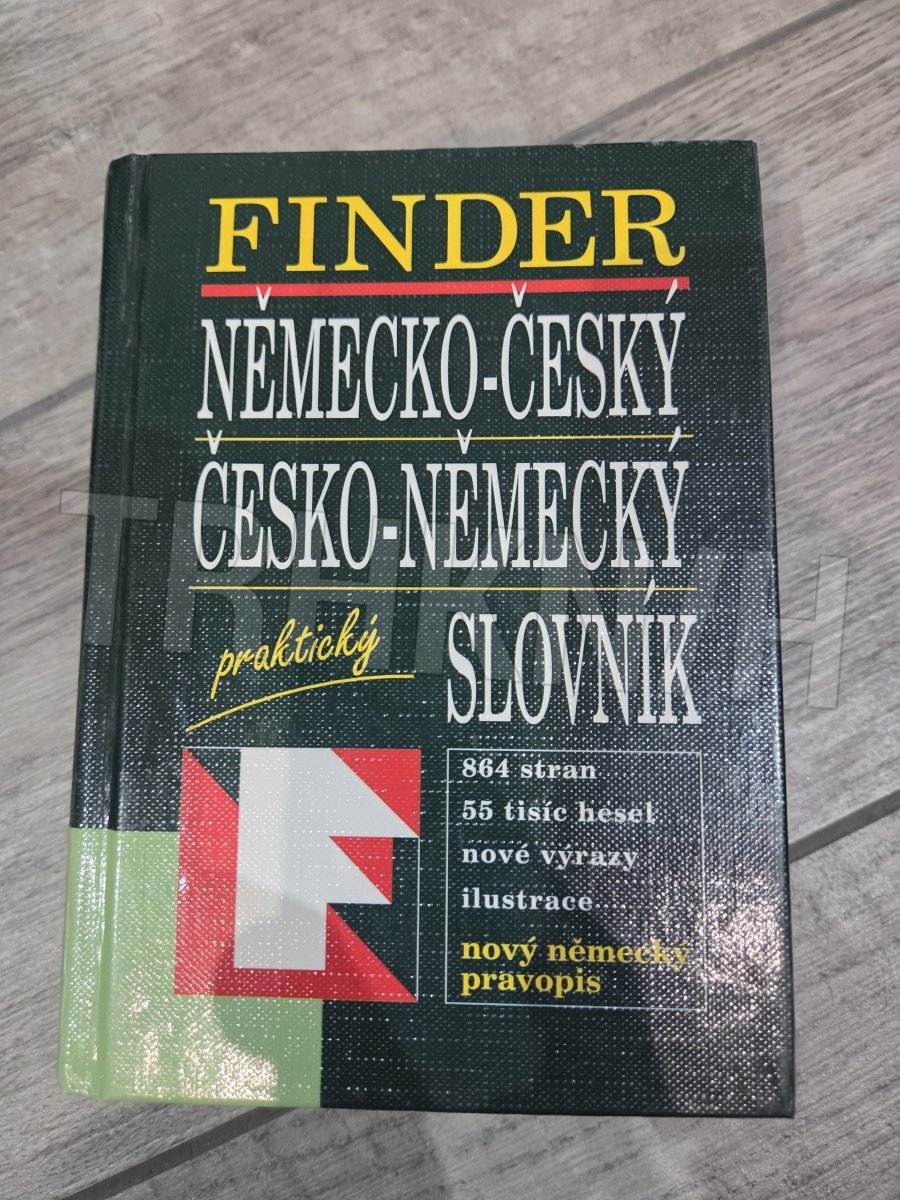 FINDER
NĚMECKO-ČESKÝ
ČESKO-NĚMECKÝ
praktický
SLOVNÍK
864 stran
55 tisíc hesel
nové výrazy
ilustrace
nový německý
pravopis